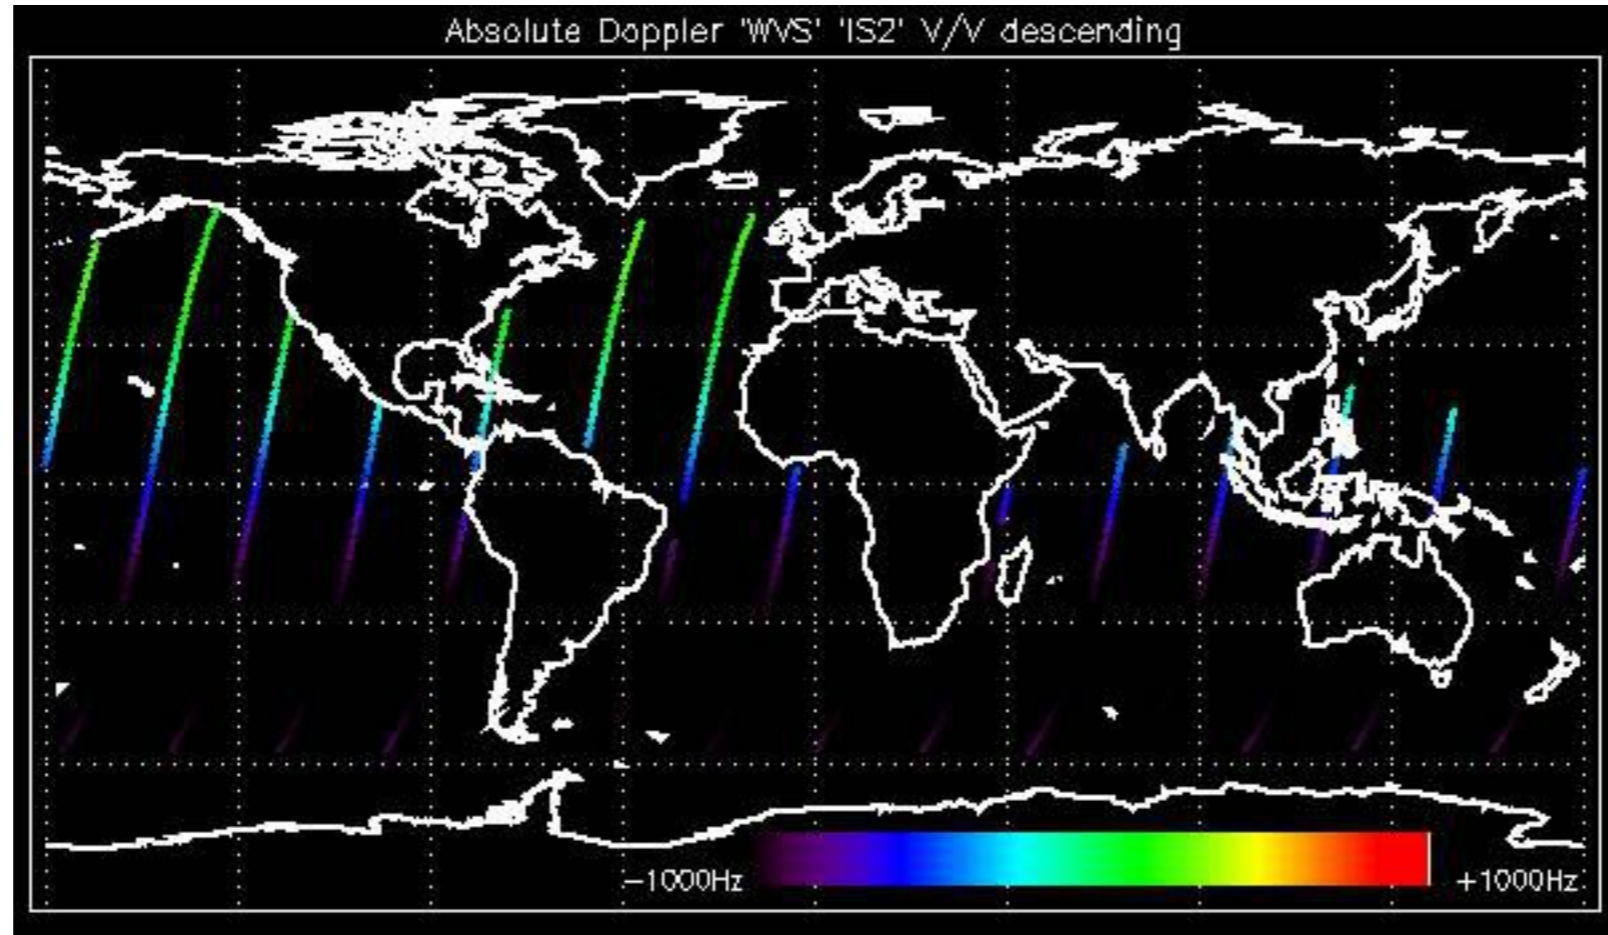 Absolute Doppler 'WVS' 'IS2' V/V descending
−1000Hz
+1000Hz